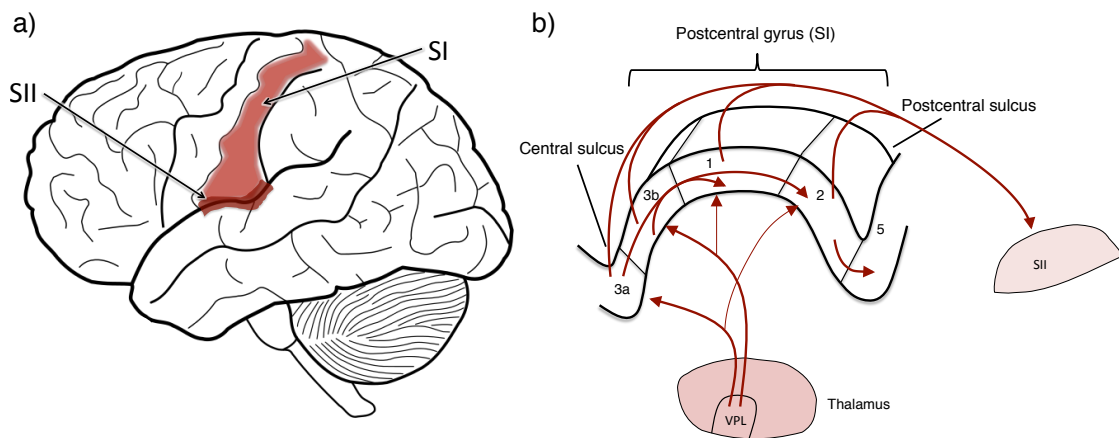 a)
SI
SII
b)
Postcentral gyrus (SI)
Postcentral sulcus
Central sulcus
1
3b
2
5
3a
SII
VPL
Thalamus